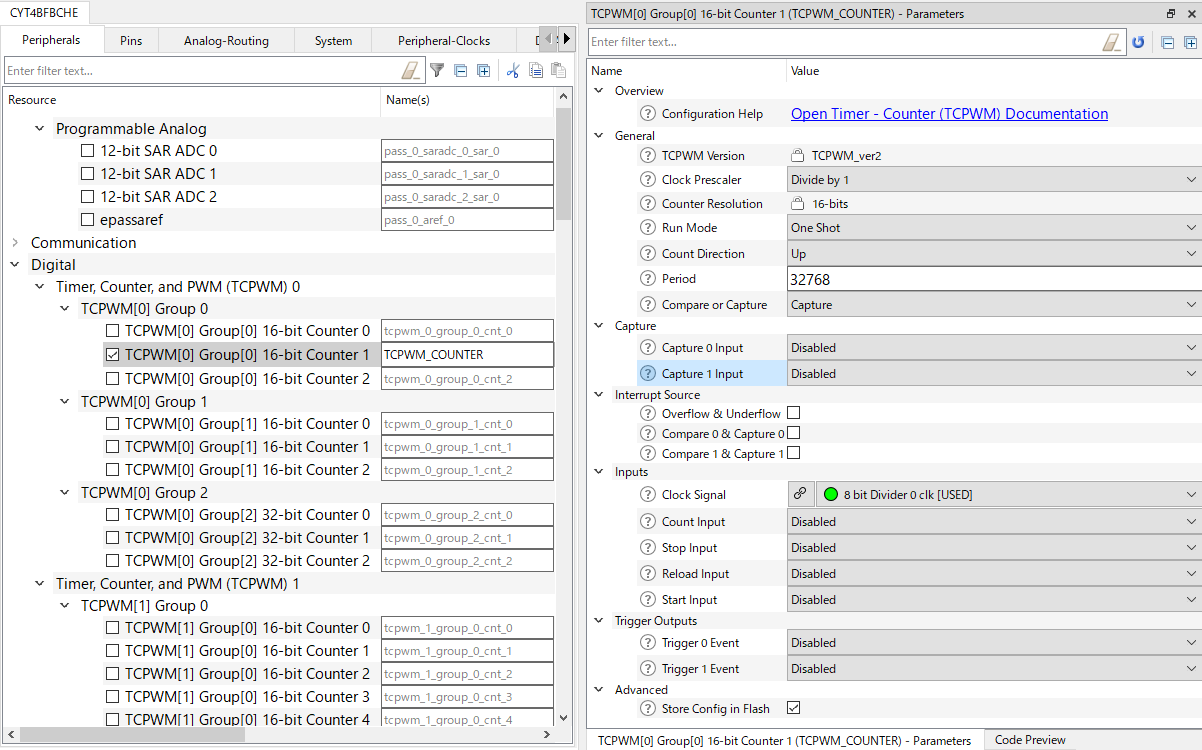 CYT4BFBCHE
Peripherals Pins Analog-Routing System Peripheral-Clocks
Enter filter text...
Resource Name(s)
Programmable Analog
12-bit SAR ADC 0 pass_0_saradc_0_sar_0
12-bit SAR ADC 1 pass_0_saradc_1_sar_0
12-bit SAR ADC 2 pass_0_saradc_2_sar_0
epassaref pass_0_aref_0
Communication
Digital
Timer, Counter, and PWM (TCPWM) 0
TCPWM[0] Group 0
TCPWM[0] Group[0] 16-bit Counter 0 tcpwm_0_group_0_cnt_0
TCPWM[0] Group[0] 16-bit Counter 1 TCPWM_COUNTER
TCPWM[0] Group[0] 16-bit Counter 2 tcpwm_0_group_0_cnt_2
TCPWM[0] Group 1
TCPWM[0] Group[1] 16-bit Counter 0 tcpwm_0_group_1_cnt_0
TCPWM[0] Group[1] 16-bit Counter 1 tcpwm_0_group_1_cnt_1
TCPWM[0] Group[1] 16-bit Counter 2 tcpwm_0_group_1_cnt_2
TCPWM[0] Group 2
TCPWM[0] Group[2] 32-bit Counter 0 tcpwm_0_group_2_cnt_0
TCPWM[0] Group[2] 32-bit Counter 1 tcpwm_0_group_2_cnt_1
TCPWM[0] Group[2] 32-bit Counter 2 tcpwm_0_group_2_cnt_2
Timer, Counter, and PWM (TCPWM) 1
TCPWM[1] Group 0
TCPWM[1] Group[0] 16-bit Counter 0 tcpwm_1_group_0_cnt_0
TCPWM[1] Group[0] 16-bit Counter 1 tcpwm_1_group_0_cnt_1
TCPWM[1] Group[0] 16-bit Counter 2 tcpwm_1_group_0_cnt_2
TCPWM[1] Group[0] 16-bit Counter 3 tcpwm_1_group_0_cnt_3
TCPWM[1] Group[0] 16-bit Counter 4 tcpwm_1_group_0_cnt_4
TCPWM[0] Group[0] 16-bit Counter 1 (TCPWM_COUNTER) - Parameters
Enter filter text...
Name Value
Overview
Configuration Help Open Timer - Counter (TCPWM) Documentation
General
TCPWM Version TCPWM_ver2
Clock Prescaler Divide by 1
Counter Resolution 16-bits
Run Mode One Shot
Count Direction Up
Period 32768
Compare or Capture Capture
Capture
Capture 0 Input Disabled
Capture 1 Input Disabled
Interrupt Source
Overflow & Underflow
Compare 0 & Capture 0
Compare 1 & Capture 1
Inputs
Clock Signal 8 bit Divider 0 clk [USED]
Count Input Disabled
Stop Input Disabled
Reload Input Disabled
Start Input Disabled
Trigger Outputs
Trigger 0 Event Disabled
Trigger 1 Event Disabled
Advanced
Store Config in Flash
TCPWM[0] Group[0] 16-bit Counter 1 (TCPWM_COUNTER) - Parameters Code Preview